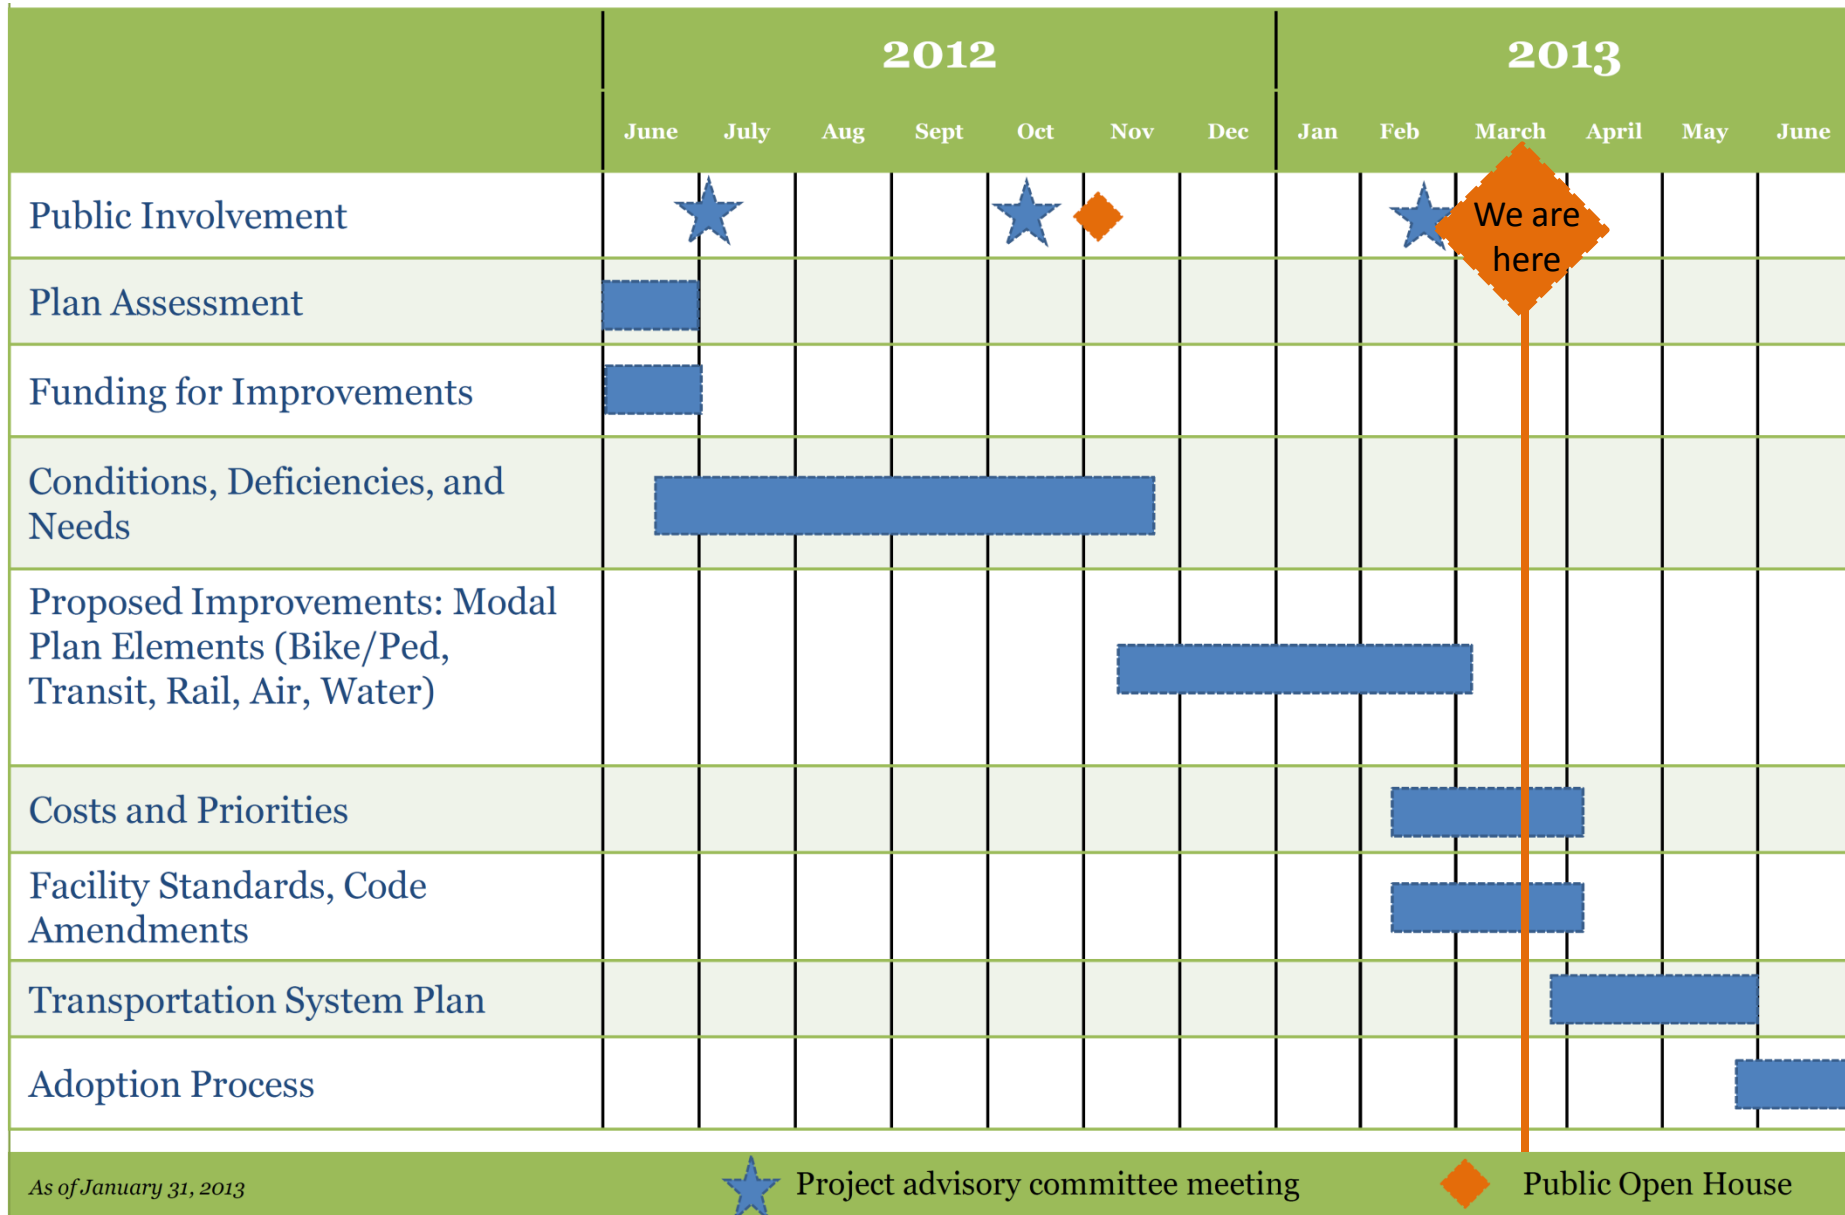 2012
2013
June
July
Aug
Sept
Oct
Nov
Dec
Jan
Feb
March
April
May
June
Public Involvement
We are
here
Plan Assessment
Funding for Improvements
Conditions, Deficiencies, and
Needs
Proposed Improvements: Modal
Plan Elements (Bike/Ped,
Transit, Rail, Air, Water)
Costs and Priorities
Facility Standards, Code
Amendments
Transportation System Plan
Adoption Process
As of January 31, 2013
Project advisory committee meeting
Public Open House